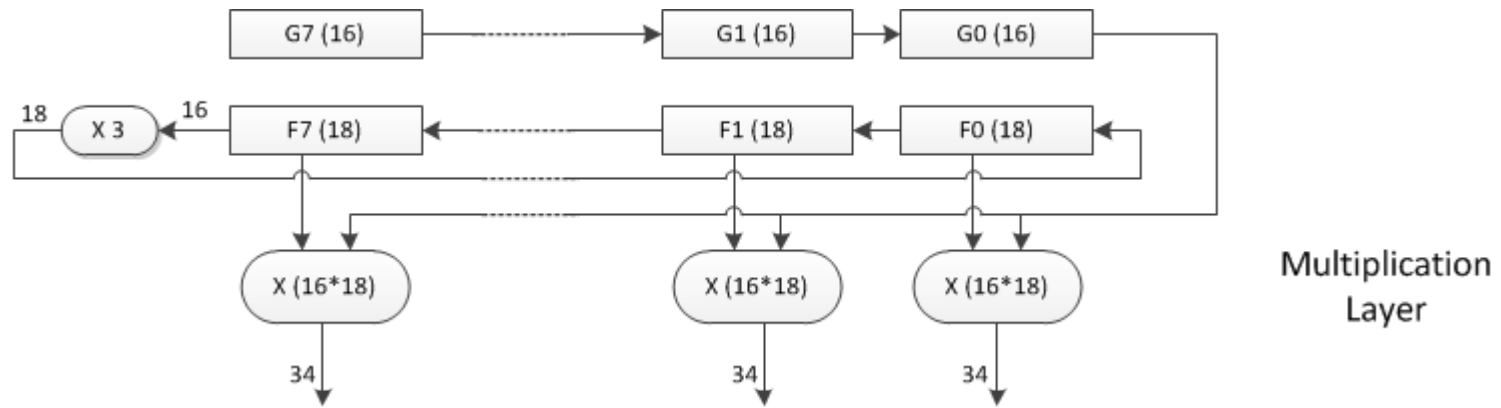 G7 (16)
G1 (16)
G0 (16)
18
X 3
16
F7 (18)
F1 (18)
F0 (18)
X (16*18)
X (16*18)
X (16*18)
Multiplication
Layer
34
34
34